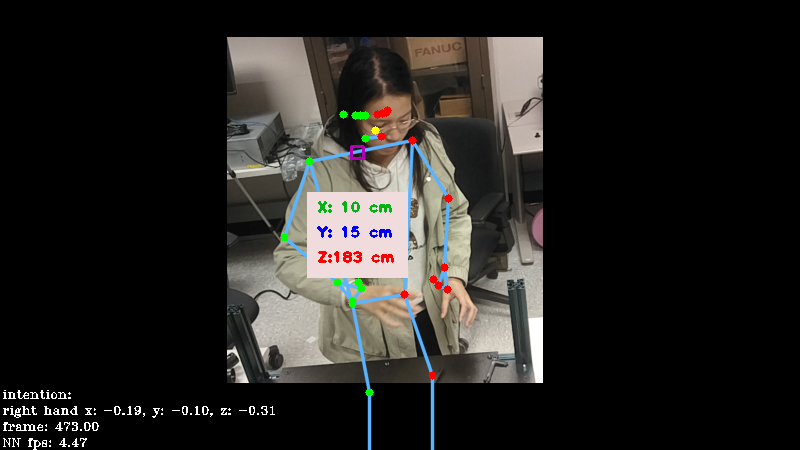 FANUC
X: 10 cm
Y: 15 cm
Z:183 cm
intention:
right hand x: -0.19, y: -0.10, z: -0.31
frame: 473.00
NN fps: 4.47